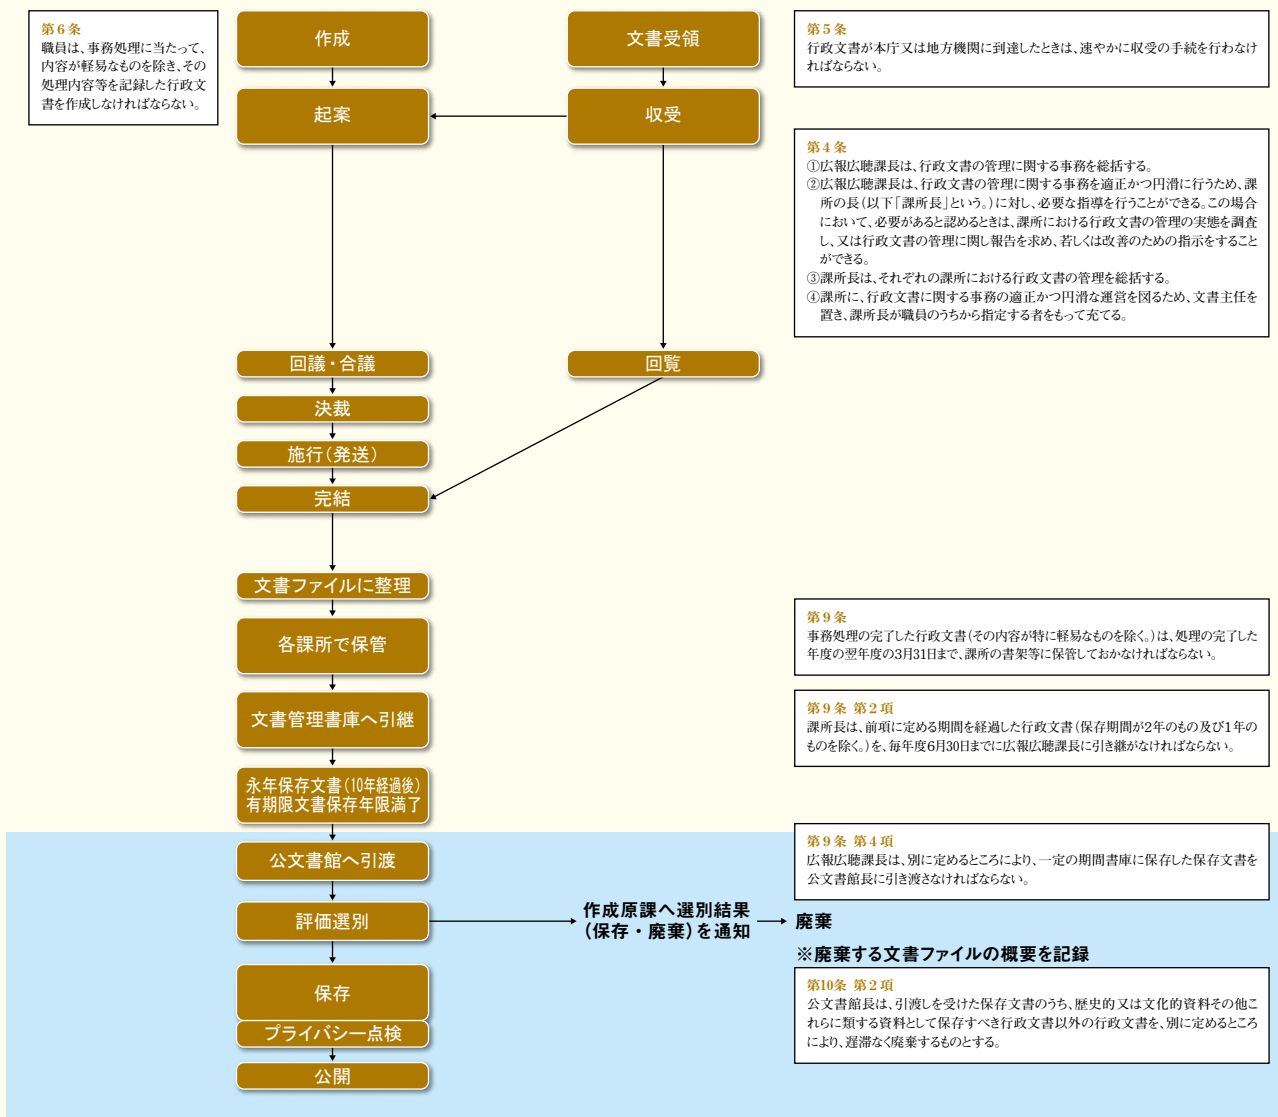 第6条
職員は、事務処理に当たって、
内容が軽易なものを除き、その
処理内容等を記録した行政文
書を作成しなければならない。
作成
文書受領
第5条
行政文書が本庁又は地方機関に到達したときは、速やかに収受の手続を行わなけ
ればならない。
起案
収受
第4条
①広報広聴課長は、行政文書の管理に関する事務を総括する。
②広報広聴課長は、行政文書の管理に関する事務を適正かつ円滑に行うため、課
所の長(以下「課所長」という。)に対し、必要な指導を行うことができる。この場合
において、必要があると認めるときは、課所における行政文書の管理の実態を調査
し、又は行政文書の管理に関し報告を求め、若しくは改善のための指示をすること
ができる。
③課所長は、それぞれの課所における行政文書の管理を総括する。
④課所に、行政文書に関する事務の適正かつ円滑な運営を図るため、文書主任を
置き、課所長が職員のうちから指定する者をもって充てる。
回議・合議
回覧
決裁
施行(発送)
完結
文書ファイルに整理
各課所で保管
第9条
事務処理の完了した行政文書(その内容が特に軽易なものを除く。)は、処理の完了した
年度の翌年度の3月31日まで、課所の書架等に保管しておかなければならない。
文書管理書庫へ引継
第9条 第2項
課所長は、前項に定める期間を経過した行政文書(保存期間が2年のもの及び1年の
ものを除く。)を、毎年度6月30日までに広報広聴課長に引き継がなければならない。
永年保存文書(10年経過後)
有期限文書保存年限満了
公文書館へ引渡
第9条 第4項
広報広聴課長は、別に定めるところにより、一定の期間書庫に保存した保存文書を
公文書館長に引き渡さなければならない。
評価選別
作成原課へ選別結果
(保存・廃棄)を通知
廃棄
※廃棄する文書ファイルの概要を記録
保存
プライバシー点検
公開
第10条 第2項
公文書館長は、引渡しを受けた保存文書のうち、歴史的又は文化的資料その他こ
れらに類する資料として保存すべき行政文書以外の行政文書を、別に定めるところ
により、遅滞なく廃棄するものとする。